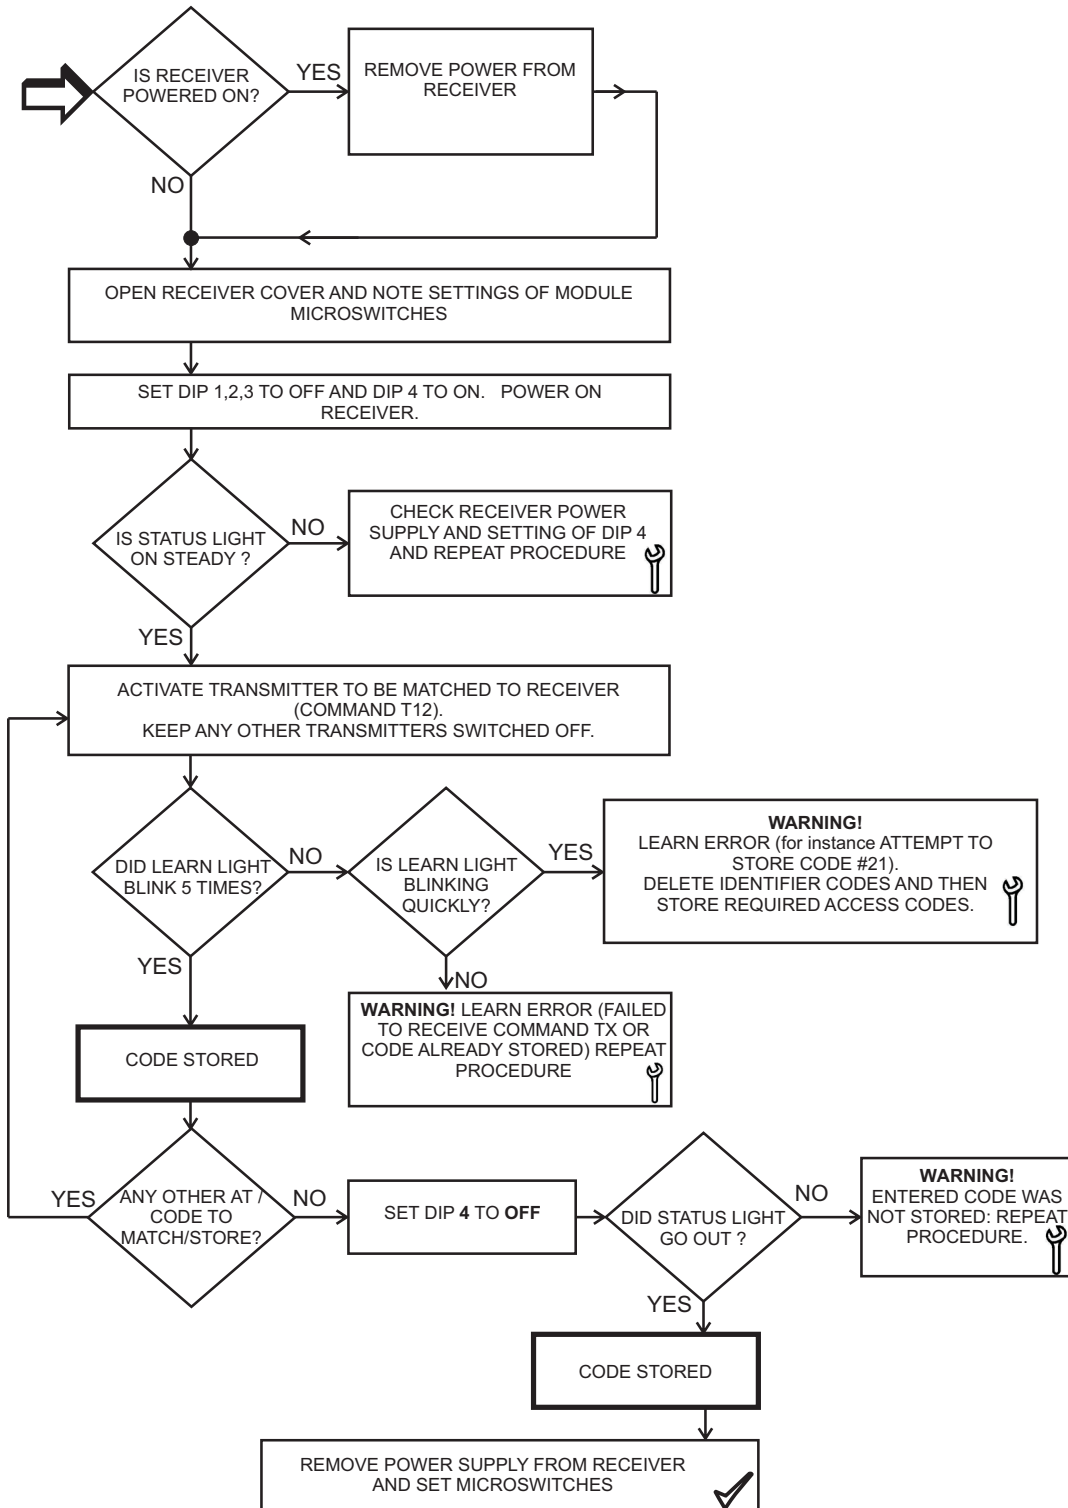 IS RECEIVER
POWERED ON?
YES
REMOVE POWER FROM
RECEIVER
NO
OPEN RECEIVER COVER AND NOTE SETTINGS OF MODULE
MICROSWITCHES
SET DIP 1,2,3 TO OFF AND DIP 4 TO ON. POWER ON
RECEIVER.
IS STATUS LIGHT
ON STEADY ?
NO
CHECK RECEIVER POWER
SUPPLY AND SETTING OF DIP 4
AND REPEAT PROCEDURE
YES
ACTIVATE TRANSMITTER TO BE MATCHED TO RECEIVER
(COMMAND T12).
KEEP ANY OTHER TRANSMITTERS SWITCHED OFF.
DID LEARN LIGHT
BLINK 5 TIMES?
NO
IS LEARN LIGHT
BLINKING
QUICKLY?
YES
WARNING!
LEARN ERROR (for instance ATTEMPT TO
STORE CODE #21).
DELETE IDENTIFIER CODES AND THEN
STORE REQUIRED ACCESS CODES.
YES
NO
WARNING! LEARN ERROR (FAILED
TO RECEIVE COMMAND TX OR
CODE ALREADY STORED) REPEAT
PROCEDURE
CODE STORED
YES
ANY OTHER AT /
CODE TO
MATCH/STORE?
NO
SET DIP 4 TO OFF
DID STATUS LIGHT
GO OUT ?
NO
WARNING!
ENTERED CODE WAS
NOT STORED: REPEAT
PROCEDURE.
YES
CODE STORED
REMOVE POWER SUPPLY FROM RECEIVER
AND SET MICROSWITCHES